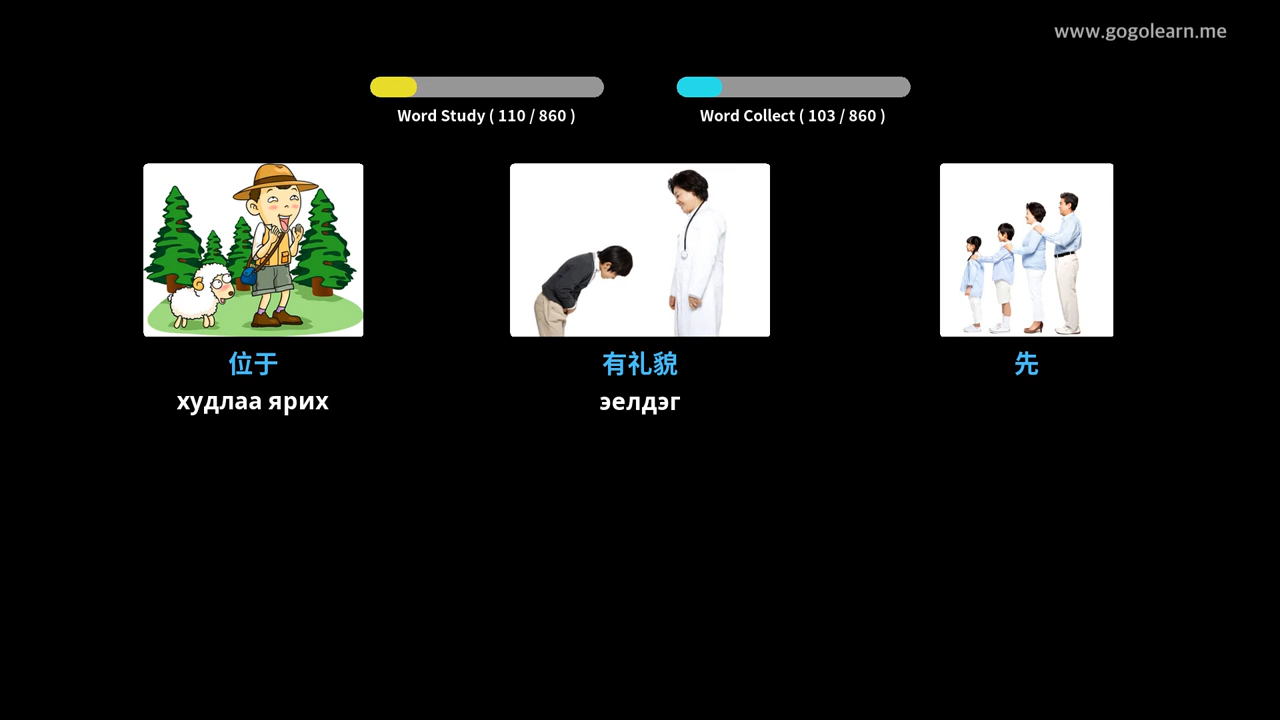 www.gogolearn.me
Word Study ( 110 / 860 )
Word Collect ( 103 / 860 )
位于
有礼貌
先
худлаа ярих
эелдэг